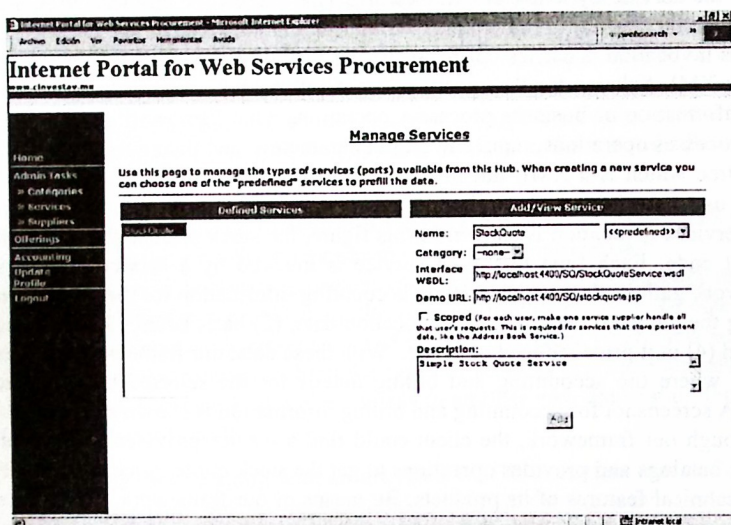 Internet Portal for Web Services Procurement - Microsoft Internet Explorer
Archivo Edición Ver Favoritos Herramientas Ayuda
Internet Portal for Web Services Procurement
www.cinvestav.mx
Home
Admin Tasks
» Categories
» Services
» Suppliers
Offerings
Accounting
Update
Profile
Logout
Manage Services
Use this page to manage the types of services (ports) available from this Hub. When creating a new service you
can choose one of the "predefined" services to prefill the data.
Defined Services
StockQuote
Add/View Service
Name: StockQuote <<predefined>>
Category: --none--
Interface
WSDL: http://localhost:4400/SQ/StockQuoteService.wsdl
Demo URL: http://localhost:4400/SQ/stockquote.jsp
Scoped (For each user, make one service supplier handle all
that user's requests. This is required for services that store persistent
data, like the Address Book Service.)
Description:
Simple Stock Quote Service
Add
Intranet local